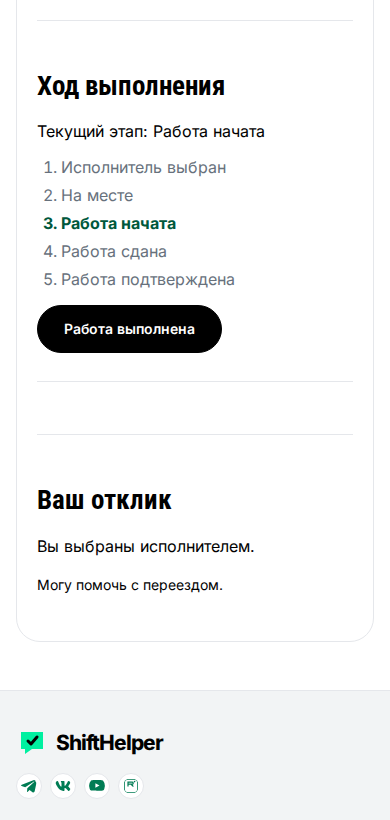 Ход выполнения
Текущий этап: Работа начата
1. Исполнитель выбран
2. На месте
3. Работа начата
4. Работа сдана
5. Работа подтверждена
Работа выполнена
Ваш отклик
Вы выбраны исполнителем.
Могу помочь с переездом.
ShiftHelper